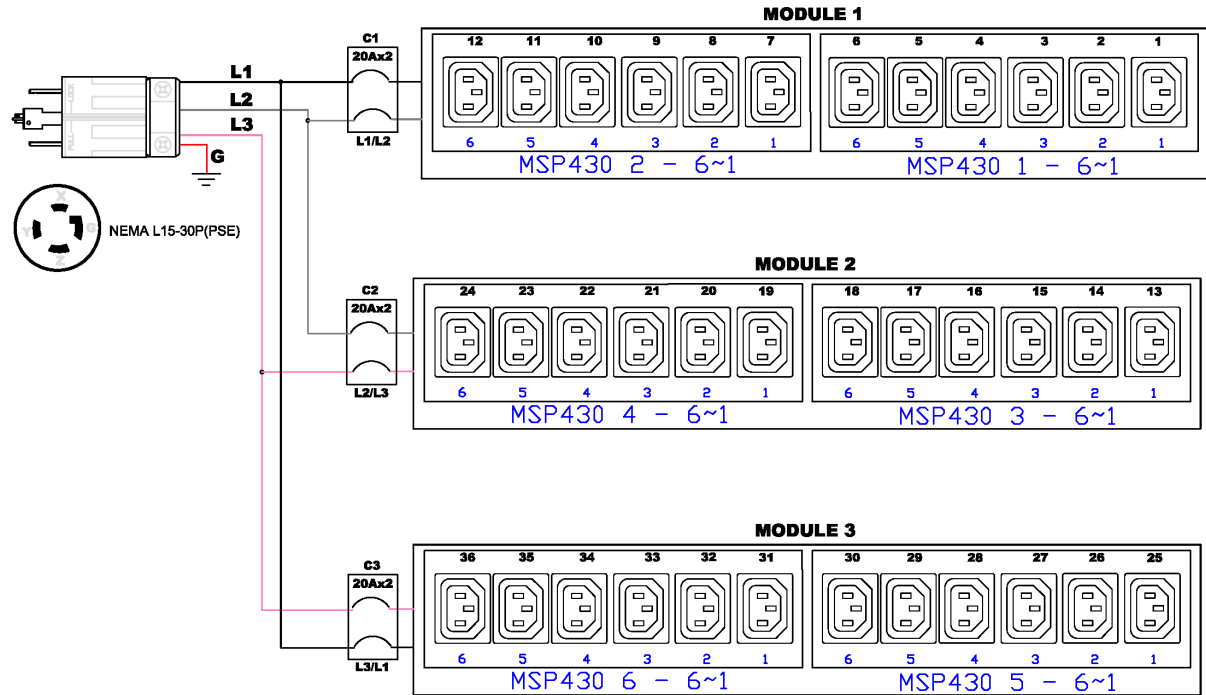 MODULE 1
C1
20Ax2
L1/L2
12 11 10 9 8 7 6 5 4 3 2 1
6 5 4 3 2 1 6 5 4 3 2 1
MSP430 2 - 6~1 MSP430 1 - 6~1
L1
L2
L3
G
LOCK
PULL
X
Y G
Z
NEMA L15-30P(PSE)
MODULE 2
C2
20Ax2
L2/L3
24 23 22 21 20 19 18 17 16 15 14 13
6 5 4 3 2 1 6 5 4 3 2 1
MSP430 4 - 6~1 MSP430 3 - 6~1
MODULE 3
C3
20Ax2
L3/L1
36 35 34 33 32 31 30 29 28 27 26 25
6 5 4 3 2 1 6 5 4 3 2 1
MSP430 6 - 6~1 MSP430 5 - 6~1